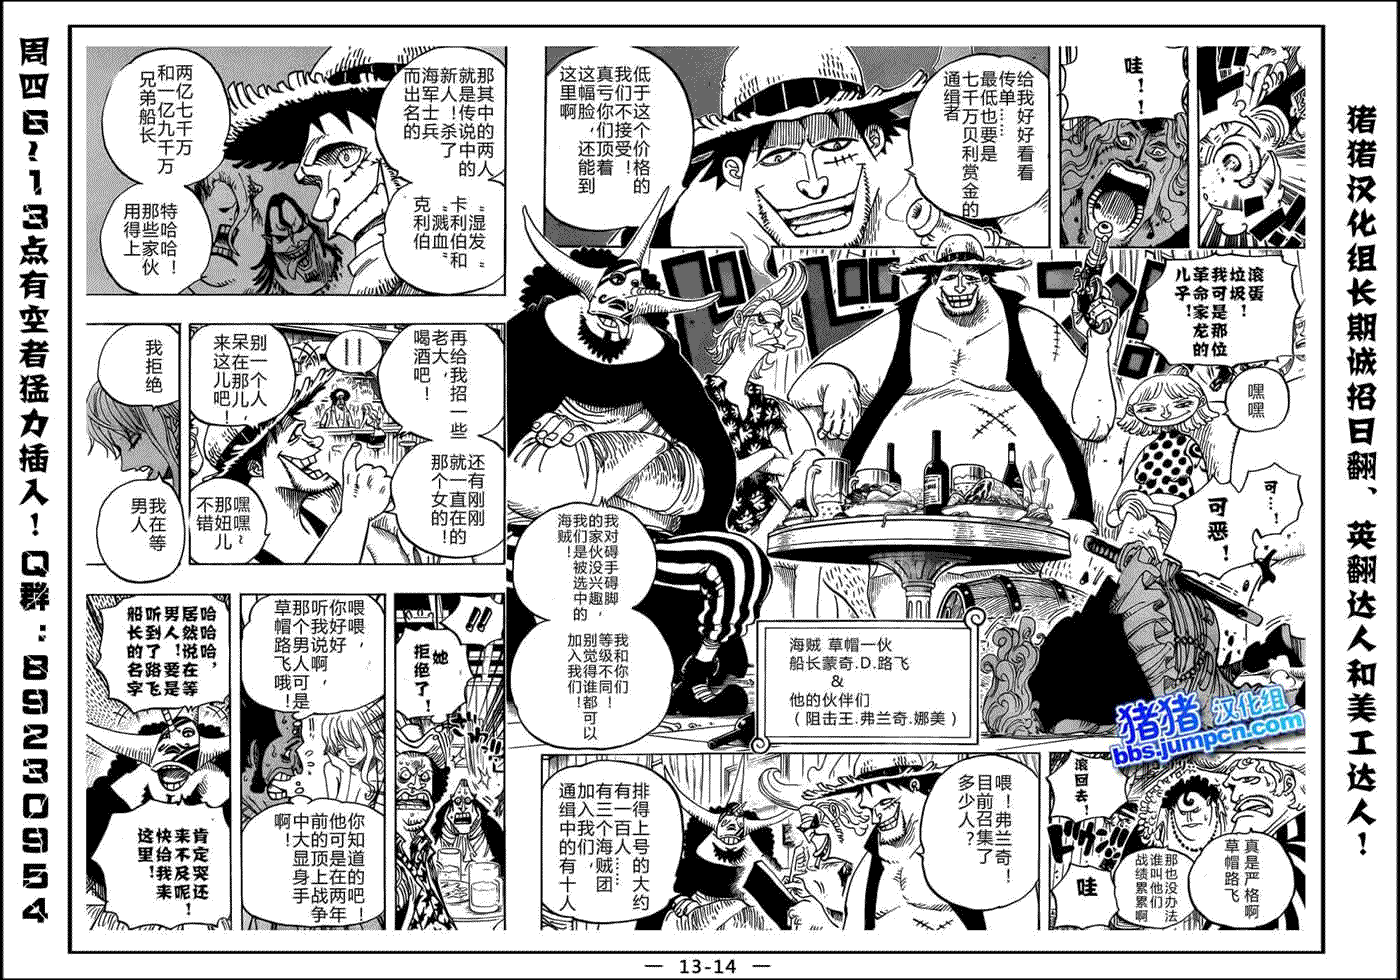 猪猪汉化组长期诚招日翻、英翻达人和美工达人！
哇！
！！
给我好好看看
传单……
最低也要是
七千万贝利赏金的
通缉者
低于这个价格的
我们不接受！
真亏你们顶着
这幅脸，还能到
这里啊
滚蛋
垃圾！
我可是那位
革命家龙的
儿子！
嘿嘿
可…！
可恶！
我对碍手碍脚
的家伙没兴趣，
我们是被选中的
海贼！
我和你们
等级不同！
别觉得谁都可以
加入我们！
海贼 草帽一伙
船长蒙奇.D.路飞
&
他的伙伴们
（阻击王.弗兰奇.娜美）
滚回去！
哇
真是严格啊
草帽路飞
那也没办法
谁叫他们
战绩累累啊
喂！弗兰奇！
目前召集了
多少人？
排得上号的大约
有一百人……
有三个海贼团
加入我们，
通缉中的有十人
那其中的两人
就是传说中的
新人！杀了
海军士兵
而出名的
“湿发”
卡利伯和
“溅血”
克利伯
两亿七千万
和一亿九千万
兄弟船长
特哈哈！
那些家伙
用得上
再给我招一些
老大，
喝酒吧！
还有刚刚
就一直在的
那个女的！
！！
别一个人
呆在那儿，
来这儿吧！
嘿嘿~
那妞儿
不错
我拒绝
我在等
男人
她
拒绝了！
喂喂，
你好好
听我说啊，
那个男人可是
草帽路飞哦！
你知道的吧！
他可是在两年
前的顶上战争
中大显身手
啊！
哈哈哈，
居然说在等
男人！要是
听到了路飞
船长的名字
肯定哭还
来不及呢！
快给我来
这里！
周四6~13点有空者猛力插入！Q群：89230954
猪猪汉化组
bbs.jumpcn.com
— 13-14 —